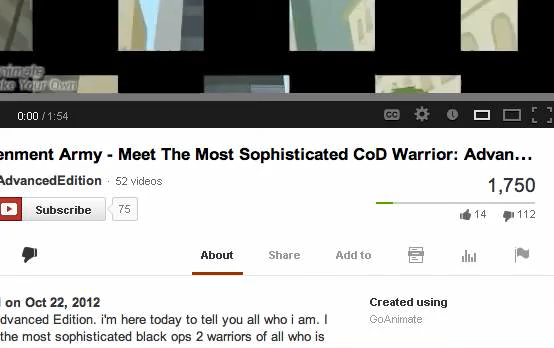 ake Your Own
0:00 / 1:54
CC
enment Army - Meet The Most Sophisticated CoD Warrior: Advan...
AdvancedEdition · 52 videos
1,750
Subscribe 75
14 112
About Share Add to
on Oct 22, 2012
dvanced Edition. i'm here today to tell you all who i am. I
the most sophisticated black ops 2 warriors of all who is
Created using
GoAnimate